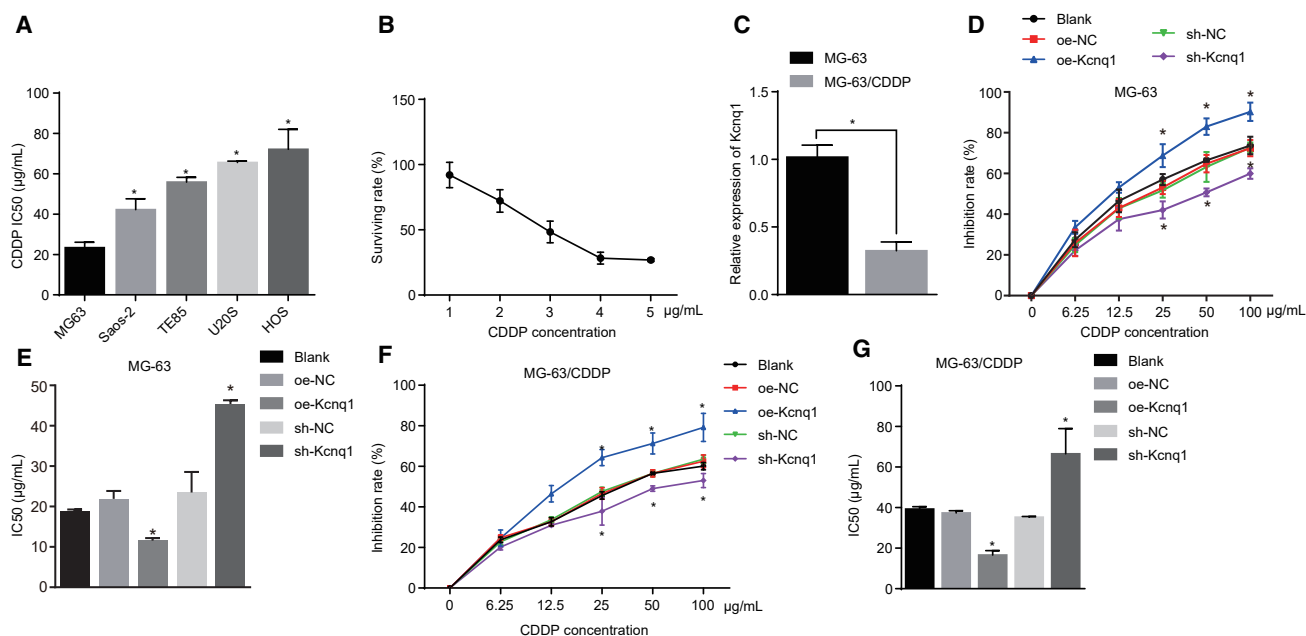 A
CDDP IC50 (µg/mL)
100
80
60
40
20
0
*
*
*
*
MG63
Saos-2
TE85
U20S
HOS
B
Surviving rate (%)
150
100
50
0
1
2
3
4
5
µg/mL
CDDP concentration
C
MG-63
MG-63/CDDP
Relative expression of Kcnq1
1.5
1.0
0.5
0.0
*
D
Blank
oe-NC
oe-Kcnq1
sh-NC
sh-Kcnq1
MG-63
Inhibition rate (%)
100
80
60
40
20
0
*
*
*
*
*
*
0
6.25
12.5
25
50
100
µg/mL
CDDP concentration
E
MG-63
Blank
oe-NC
oe-Kcnq1
sh-NC
sh-Kcnq1
IC50 (µg/mL)
50
40
30
20
10
0
*
*
F
MG-63/CDDP
Blank
oe-NC
oe-Kcnq1
sh-NC
sh-Kcnq1
Inhibition rate (%)
100
80
60
40
20
0
*
*
*
*
*
*
0
6.25
12.5
25
50
100
µg/mL
CDDP concentration
G
MG-63/CDDP
Blank
oe-NC
oe-Kcnq1
sh-NC
sh-Kcnq1
IC50 (µg/mL)
100
80
60
40
20
0
*
*